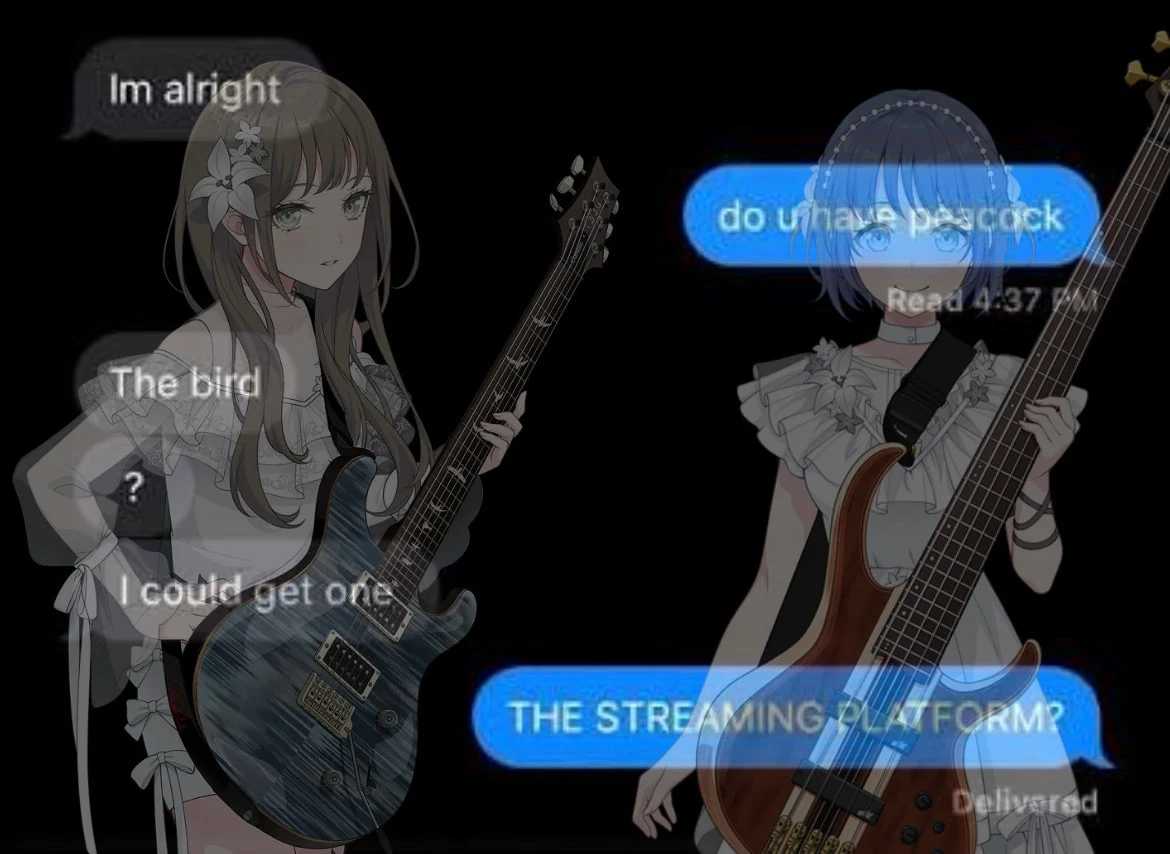 Im alright
do u have peacock
Read 4:37 PM
The bird
?
I could get one
THE STREAMING PLATFORM?
Delivered